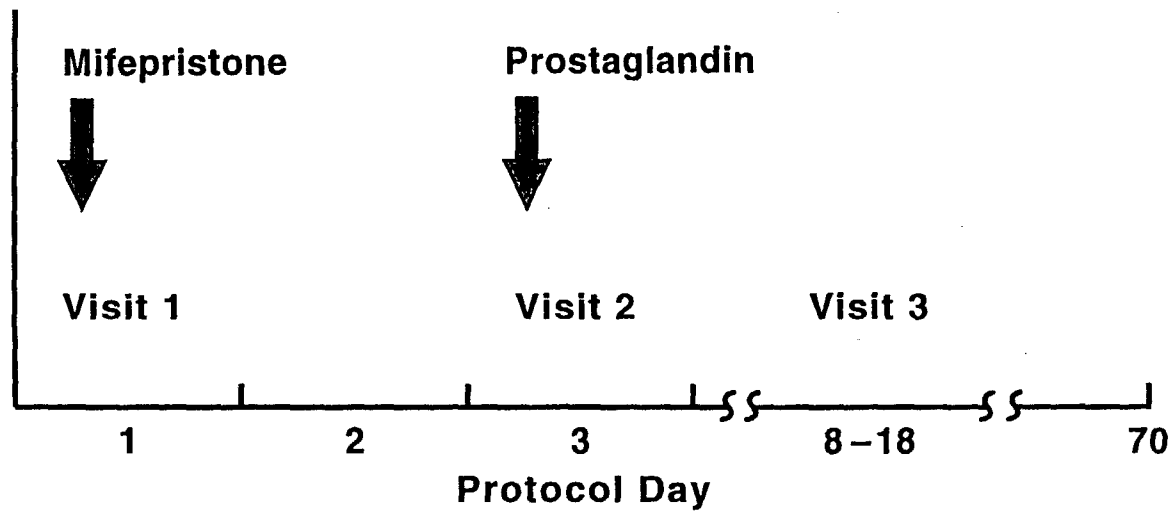 Mifepristone Prostaglandin
Visit 1 Visit 2 Visit 3
1 2 3 8–18 70
Protocol Day